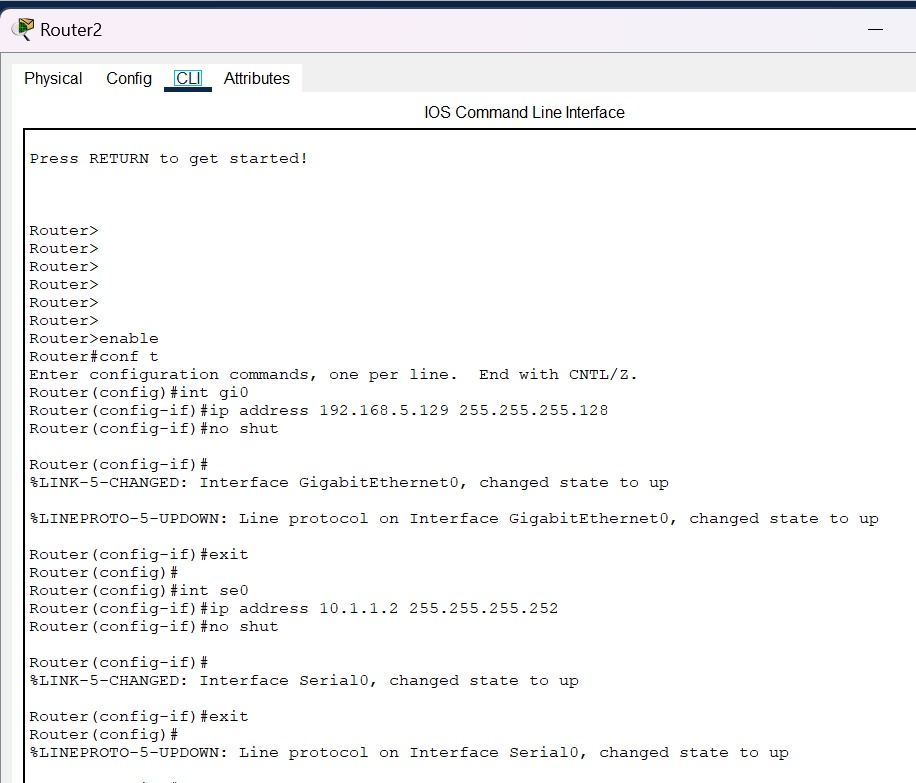 Router2
Physical Config CLI Attributes
IOS Command Line Interface
Press RETURN to get started!
Router>
Router>
Router>
Router>
Router>
Router>
Router>enable
Router#conf t
Enter configuration commands, one per line.  End with CNTL/Z.
Router(config)#int gi0
Router(config-if)#ip address 192.168.5.129 255.255.255.128
Router(config-if)#no shut
Router(config-if)#
%LINK-5-CHANGED: Interface GigabitEthernet0, changed state to up
%LINEPROTO-5-UPDOWN: Line protocol on Interface GigabitEthernet0, changed state to up
Router(config-if)#exit
Router(config)#
Router(config)#int se0
Router(config-if)#ip address 10.1.1.2 255.255.255.252
Router(config-if)#no shut
Router(config-if)#
%LINK-5-CHANGED: Interface Serial0, changed state to up
Router(config-if)#exit
Router(config)#
%LINEPROTO-5-UPDOWN: Line protocol on Interface Serial0, changed state to up